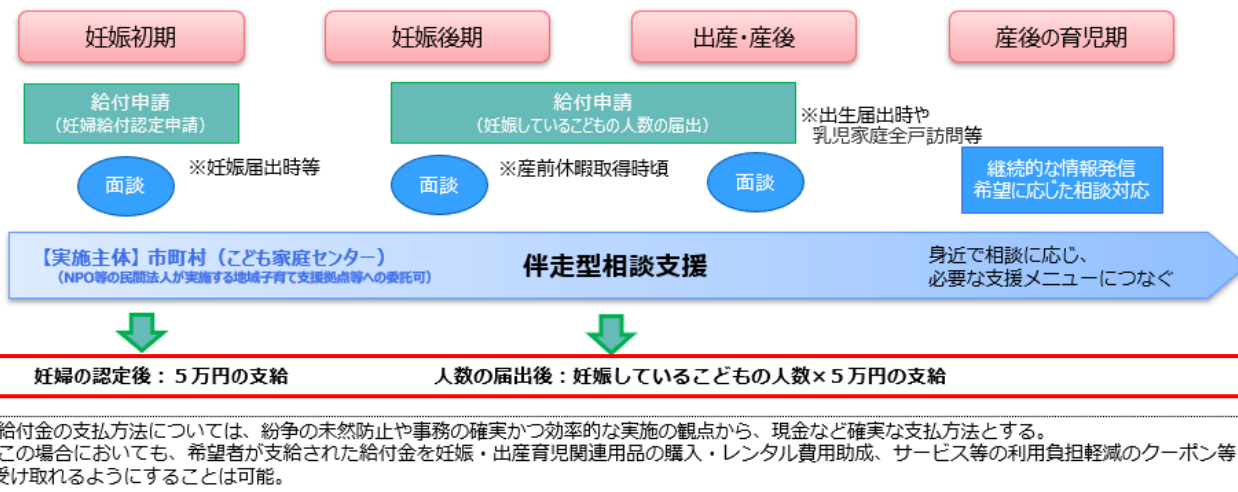 妊娠初期
妊娠後期
出産・産後
産後の育児期
給付申請
（妊婦給付認定申請）
給付申請
（妊娠しているこどもの人数の届出）
※出生届出時や
乳児家庭全戸訪問等
面談
※妊娠届出時等
面談
※産前休暇取得時頃
面談
継続的な情報発信
希望に応じた相談対応
【実施主体】市町村（こども家庭センター）
（NPO等の民間法人が実施する地域子育て支援拠点等への委託可）
伴走型相談支援
身近で相談に応じ、
必要な支援メニューにつなぐ
妊婦の認定後：５万円の支給
人数の届出後：妊娠しているこどもの人数×５万円の支給
給付金の支払方法については、紛争の未然防止や事務の確実かつ効率的な実施の観点から、現金など確実な支払方法とする。
この場合においても、希望者が支給された給付金を妊娠・出産育児関連用品の購入・レンタル費用助成、サービス等の利用負担軽減のクーポン等
受け取れるようにすることは可能。